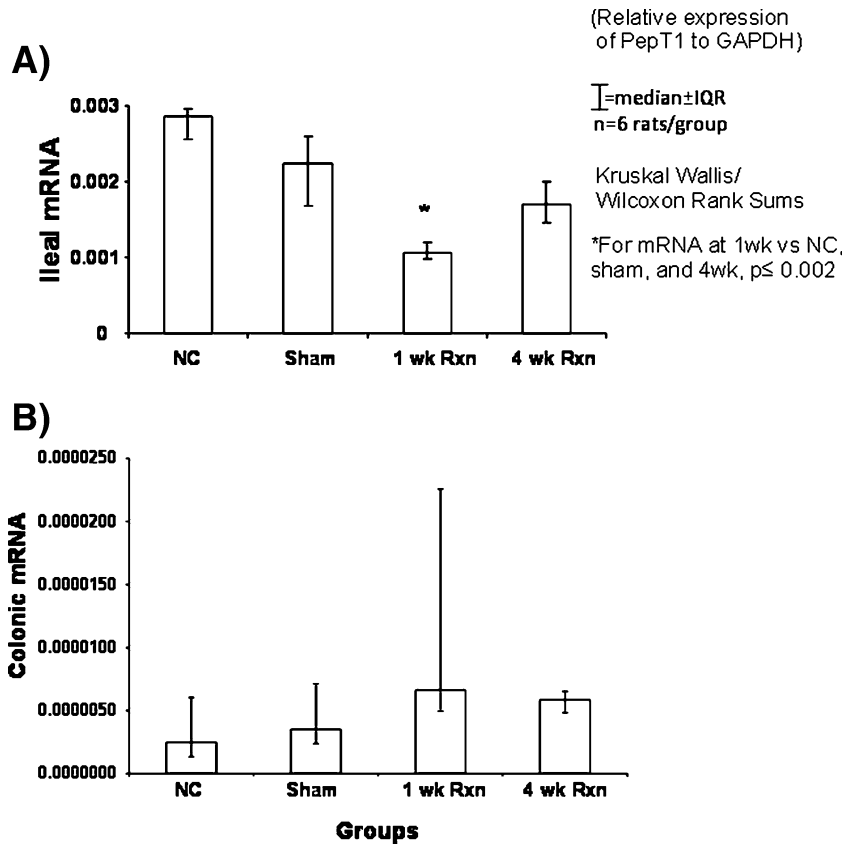 (Relative expression
of PepT1 to GAPDH)
A)
=median±IQR
n=6 rats/group
Kruskal Wallis/
Wilcoxon Rank Sums
*For mRNA at 1wk vs NC,
sham, and 4wk, p≤ 0.002
Ileal mRNA
0.003
0.002
0.001
0
*
NC Sham 1 wk Rxn 4 wk Rxn
B)
Colonic mRNA
0.0000250
0.0000200
0.0000150
0.0000100
0.0000050
0.0000000
NC Sham 1 wk Rxn 4 wk Rxn
Groups